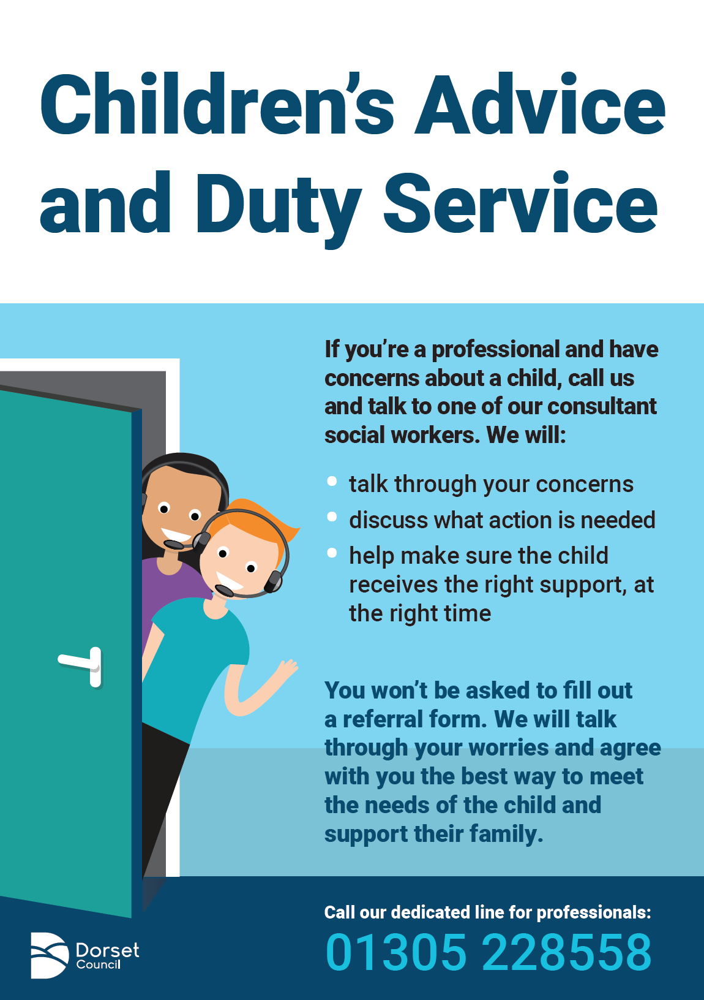 Children’s Advice
and Duty Service
If you’re a professional and have
concerns about a child, call us
and talk to one of our consultant
social workers. We will:
• talk through your concerns
• discuss what action is needed
• help make sure the child
receives the right support, at
the right time
You won’t be asked to fill out
a referral form. We will talk
through your worries and agree
with you the best way to meet
the needs of the child and
support their family.
Call our dedicated line for professionals:
01305 228558
Dorset
Council